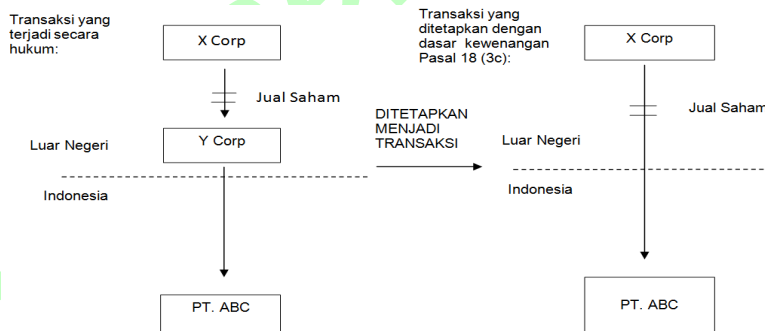 Transaksi yang
terjadi secara
hukum:
X Corp
Jual Saham
Y Corp
Luar Negeri
Indonesia
PT. ABC
DITETAPKAN
MENJADI
TRANSAKSI
Transaksi yang
ditetapkan dengan
dasar kewenangan
Pasal 18 (3c):
X Corp
Jual Saham
Luar Negeri
Indonesia
PT. ABC